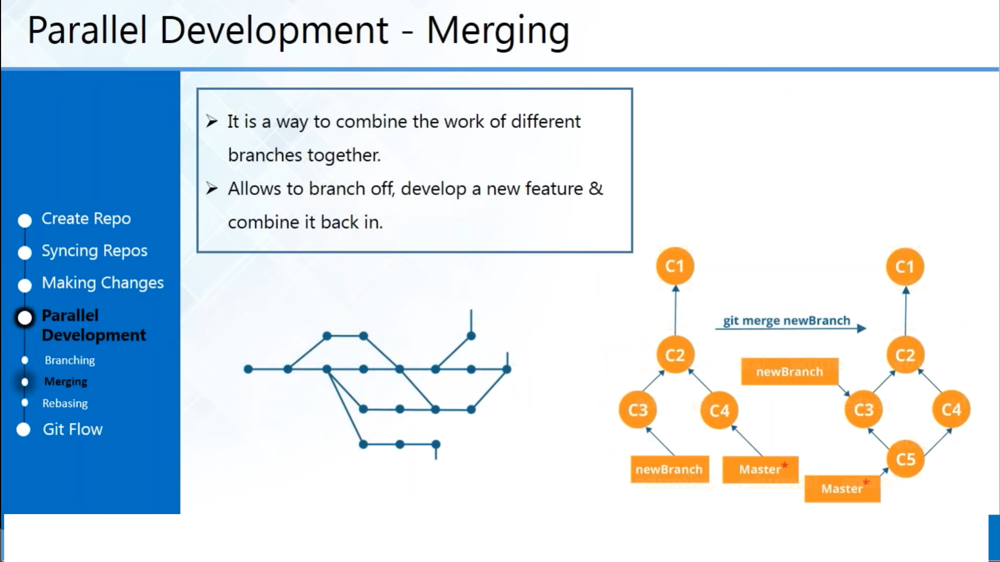 Parallel Development - Merging
➢ It is a way to combine the work of different
branches together.
➢ Allows to branch off, develop a new feature &
combine it back in.
Create Repo
Syncing Repos
Making Changes
Parallel
Development
Branching
Merging
Rebasing
Git Flow
C1
C2
C3
C4
newBranch
Master*
git merge newBranch
C1
C2
newBranch
C3
C4
C5
Master*